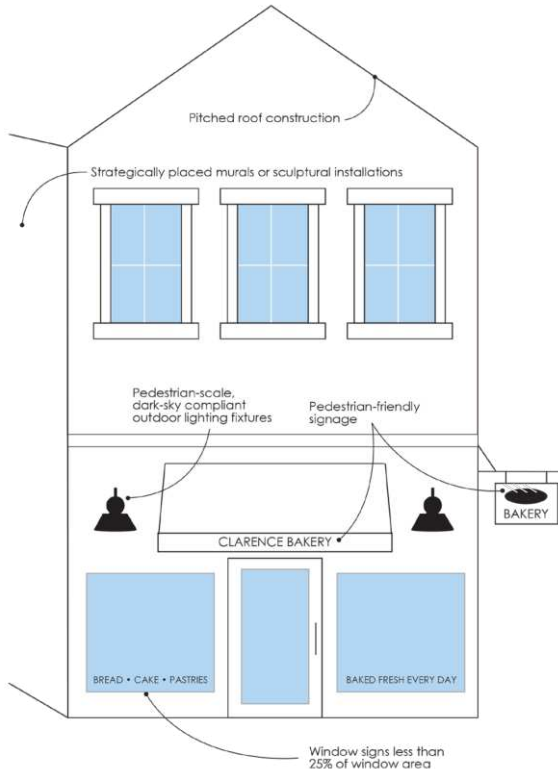 Pitched roof construction
Strategically placed murals or sculptural installations
Pedestrian-scale,
dark-sky compliant
outdoor lighting fixtures
Pedestrian-friendly
signage
BAKERY
CLARENCE BAKERY
BREAD • CAKE • PASTRIES
BAKED FRESH EVERY DAY
Window signs less than
25% of window area